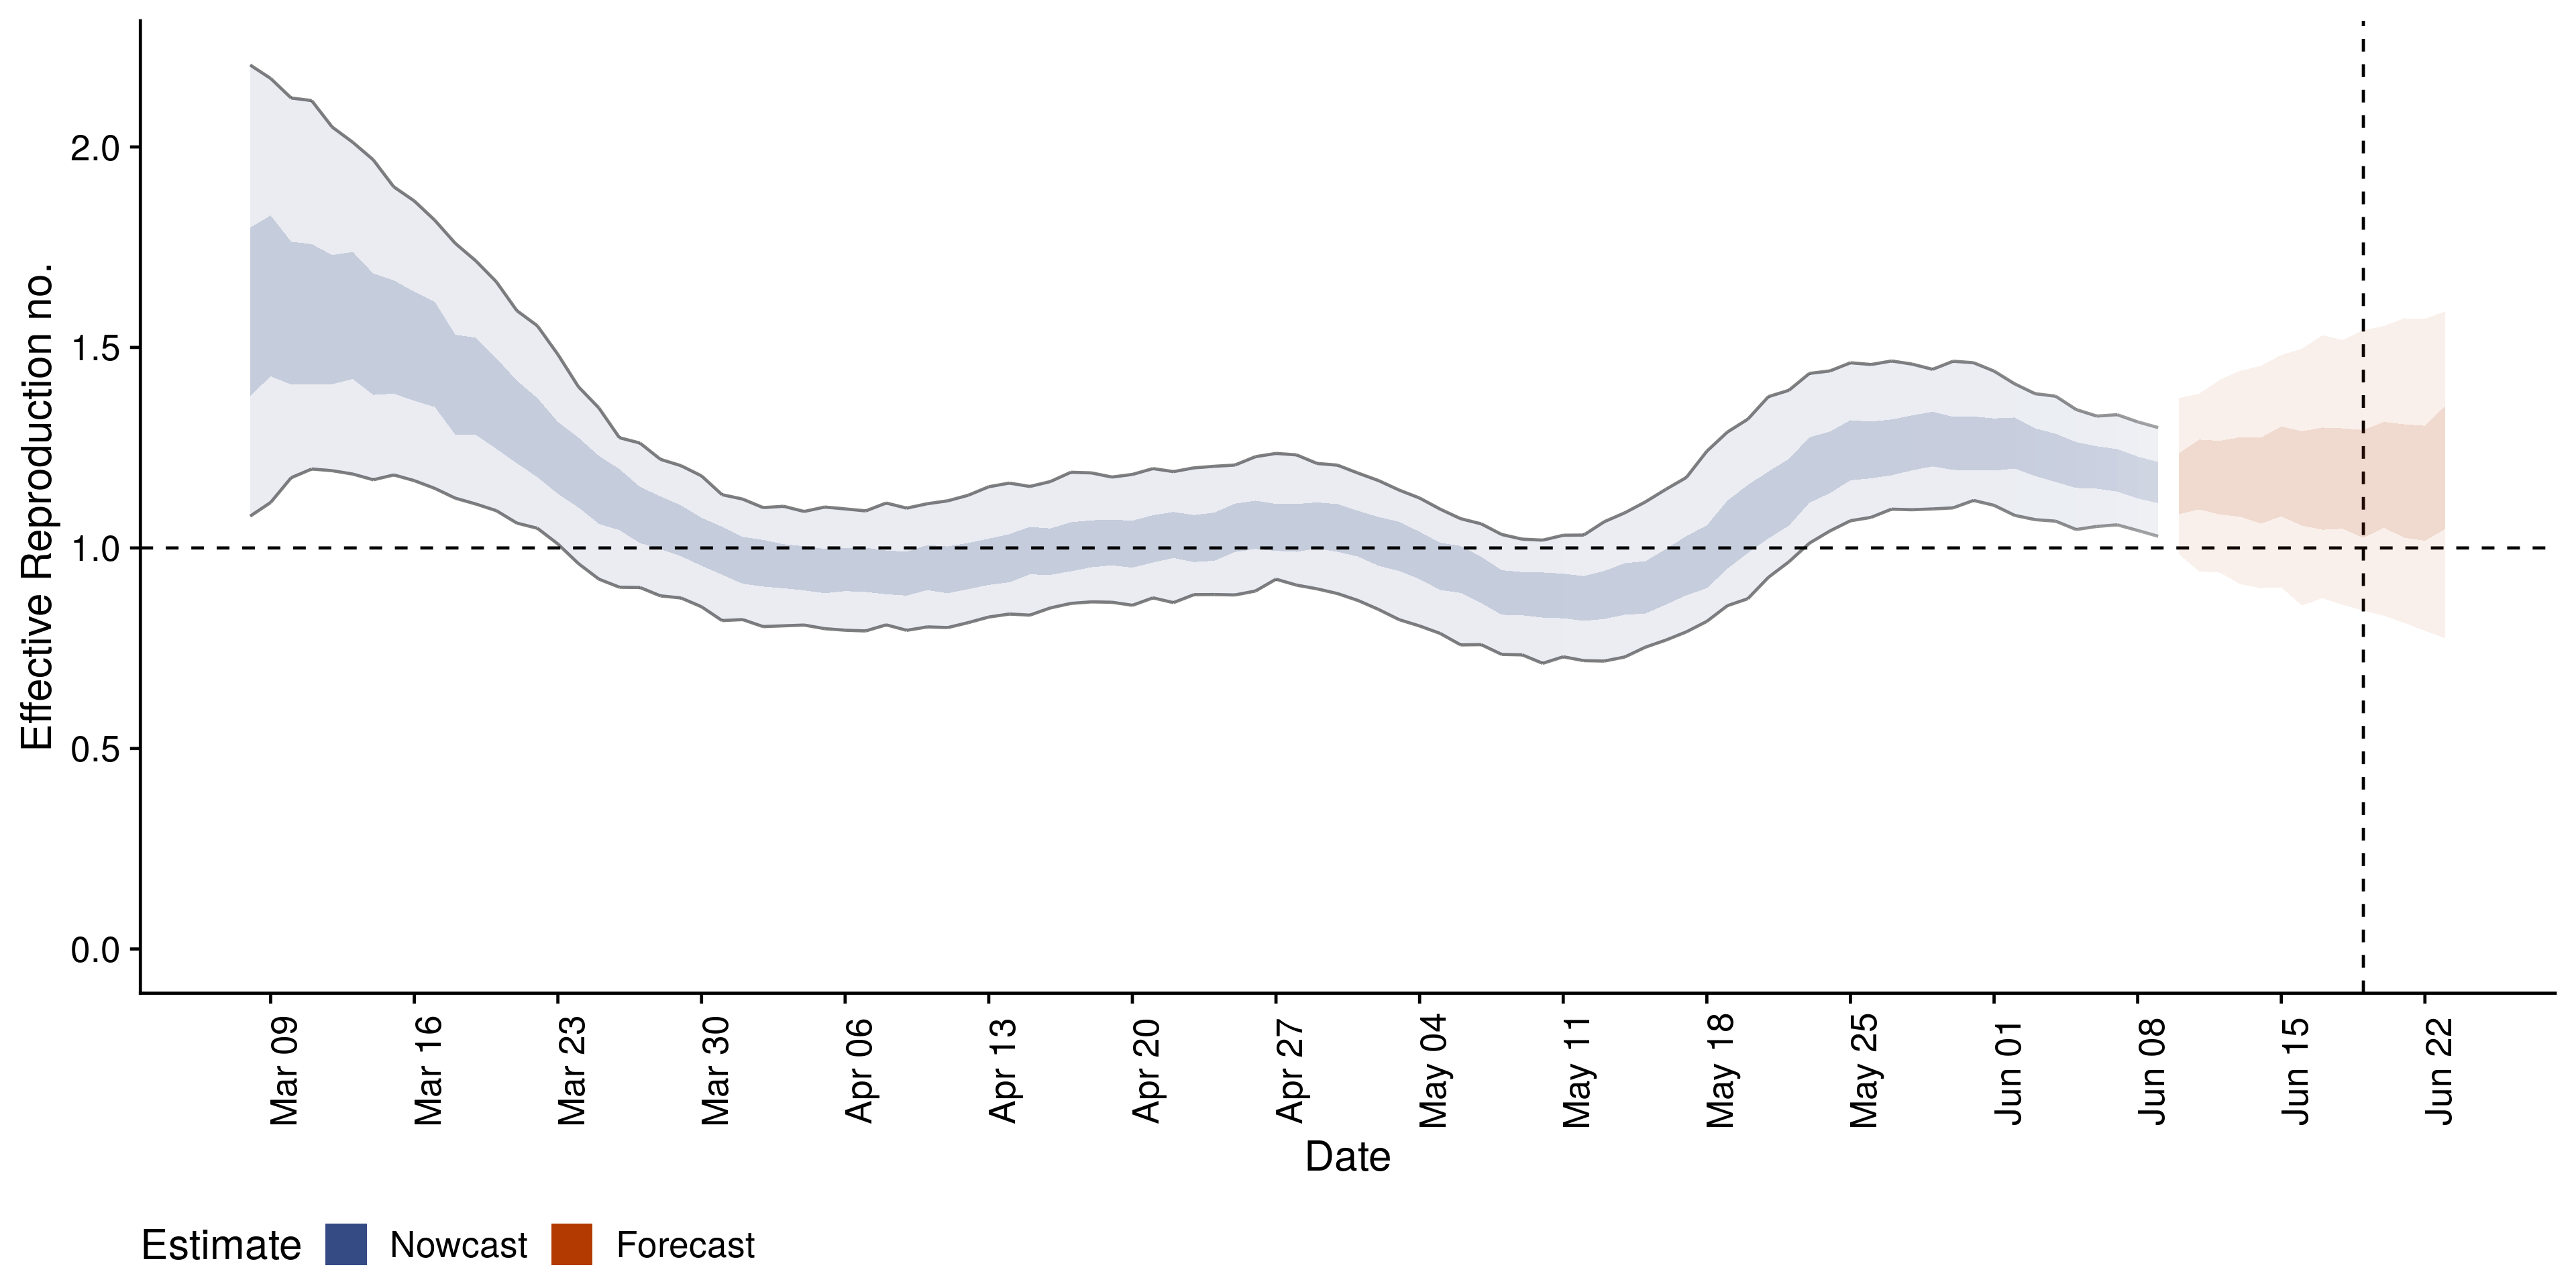 Effective Reproduction no.
2.0
1.5
1.0
0.5
0.0
Mar 09
Mar 16
Mar 23
Mar 30
Apr 06
Apr 13
Apr 20
Apr 27
May 04
May 11
May 18
May 25
Jun 01
Jun 08
Jun 15
Jun 22
Date
Estimate Nowcast Forecast